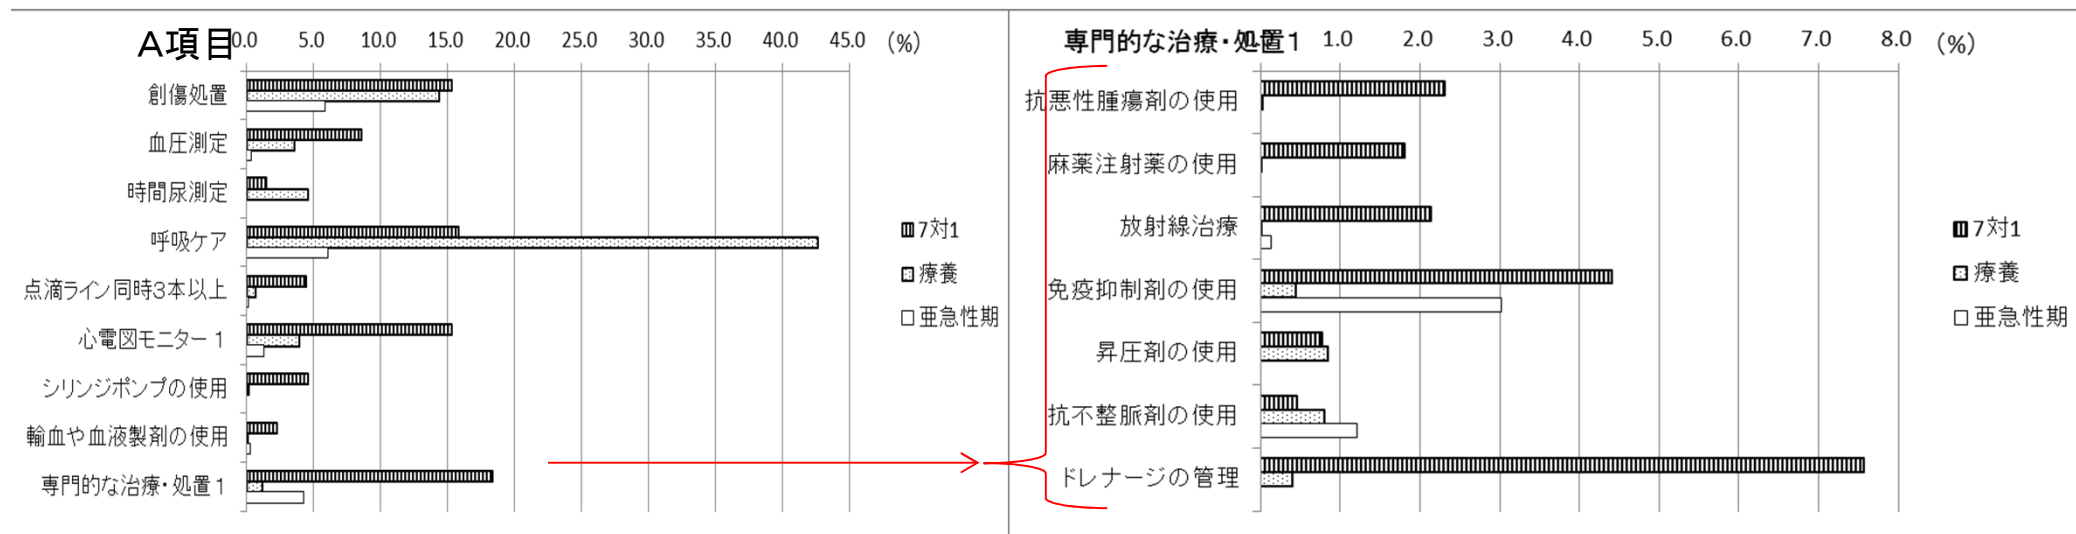 A項目
0.0 5.0 10.0 15.0 20.0 25.0 30.0 35.0 40.0 45.0 (%)
創傷処置
血圧測定
時間尿測定
呼吸ケア
点滴ライン同時3本以上
心電図モニター1
シリンジポンプの使用
輸血や血液製剤の使用
専門的な治療・処置1
7対1
療養
亜急性期
専門的な治療・処置1
1.0 2.0 3.0 4.0 5.0 6.0 7.0 8.0 (%)
抗悪性腫瘍剤の使用
麻薬注射薬の使用
放射線治療
免疫抑制剤の使用
昇圧剤の使用
抗不整脈剤の使用
ドレナージの管理
7対1
療養
亜急性期